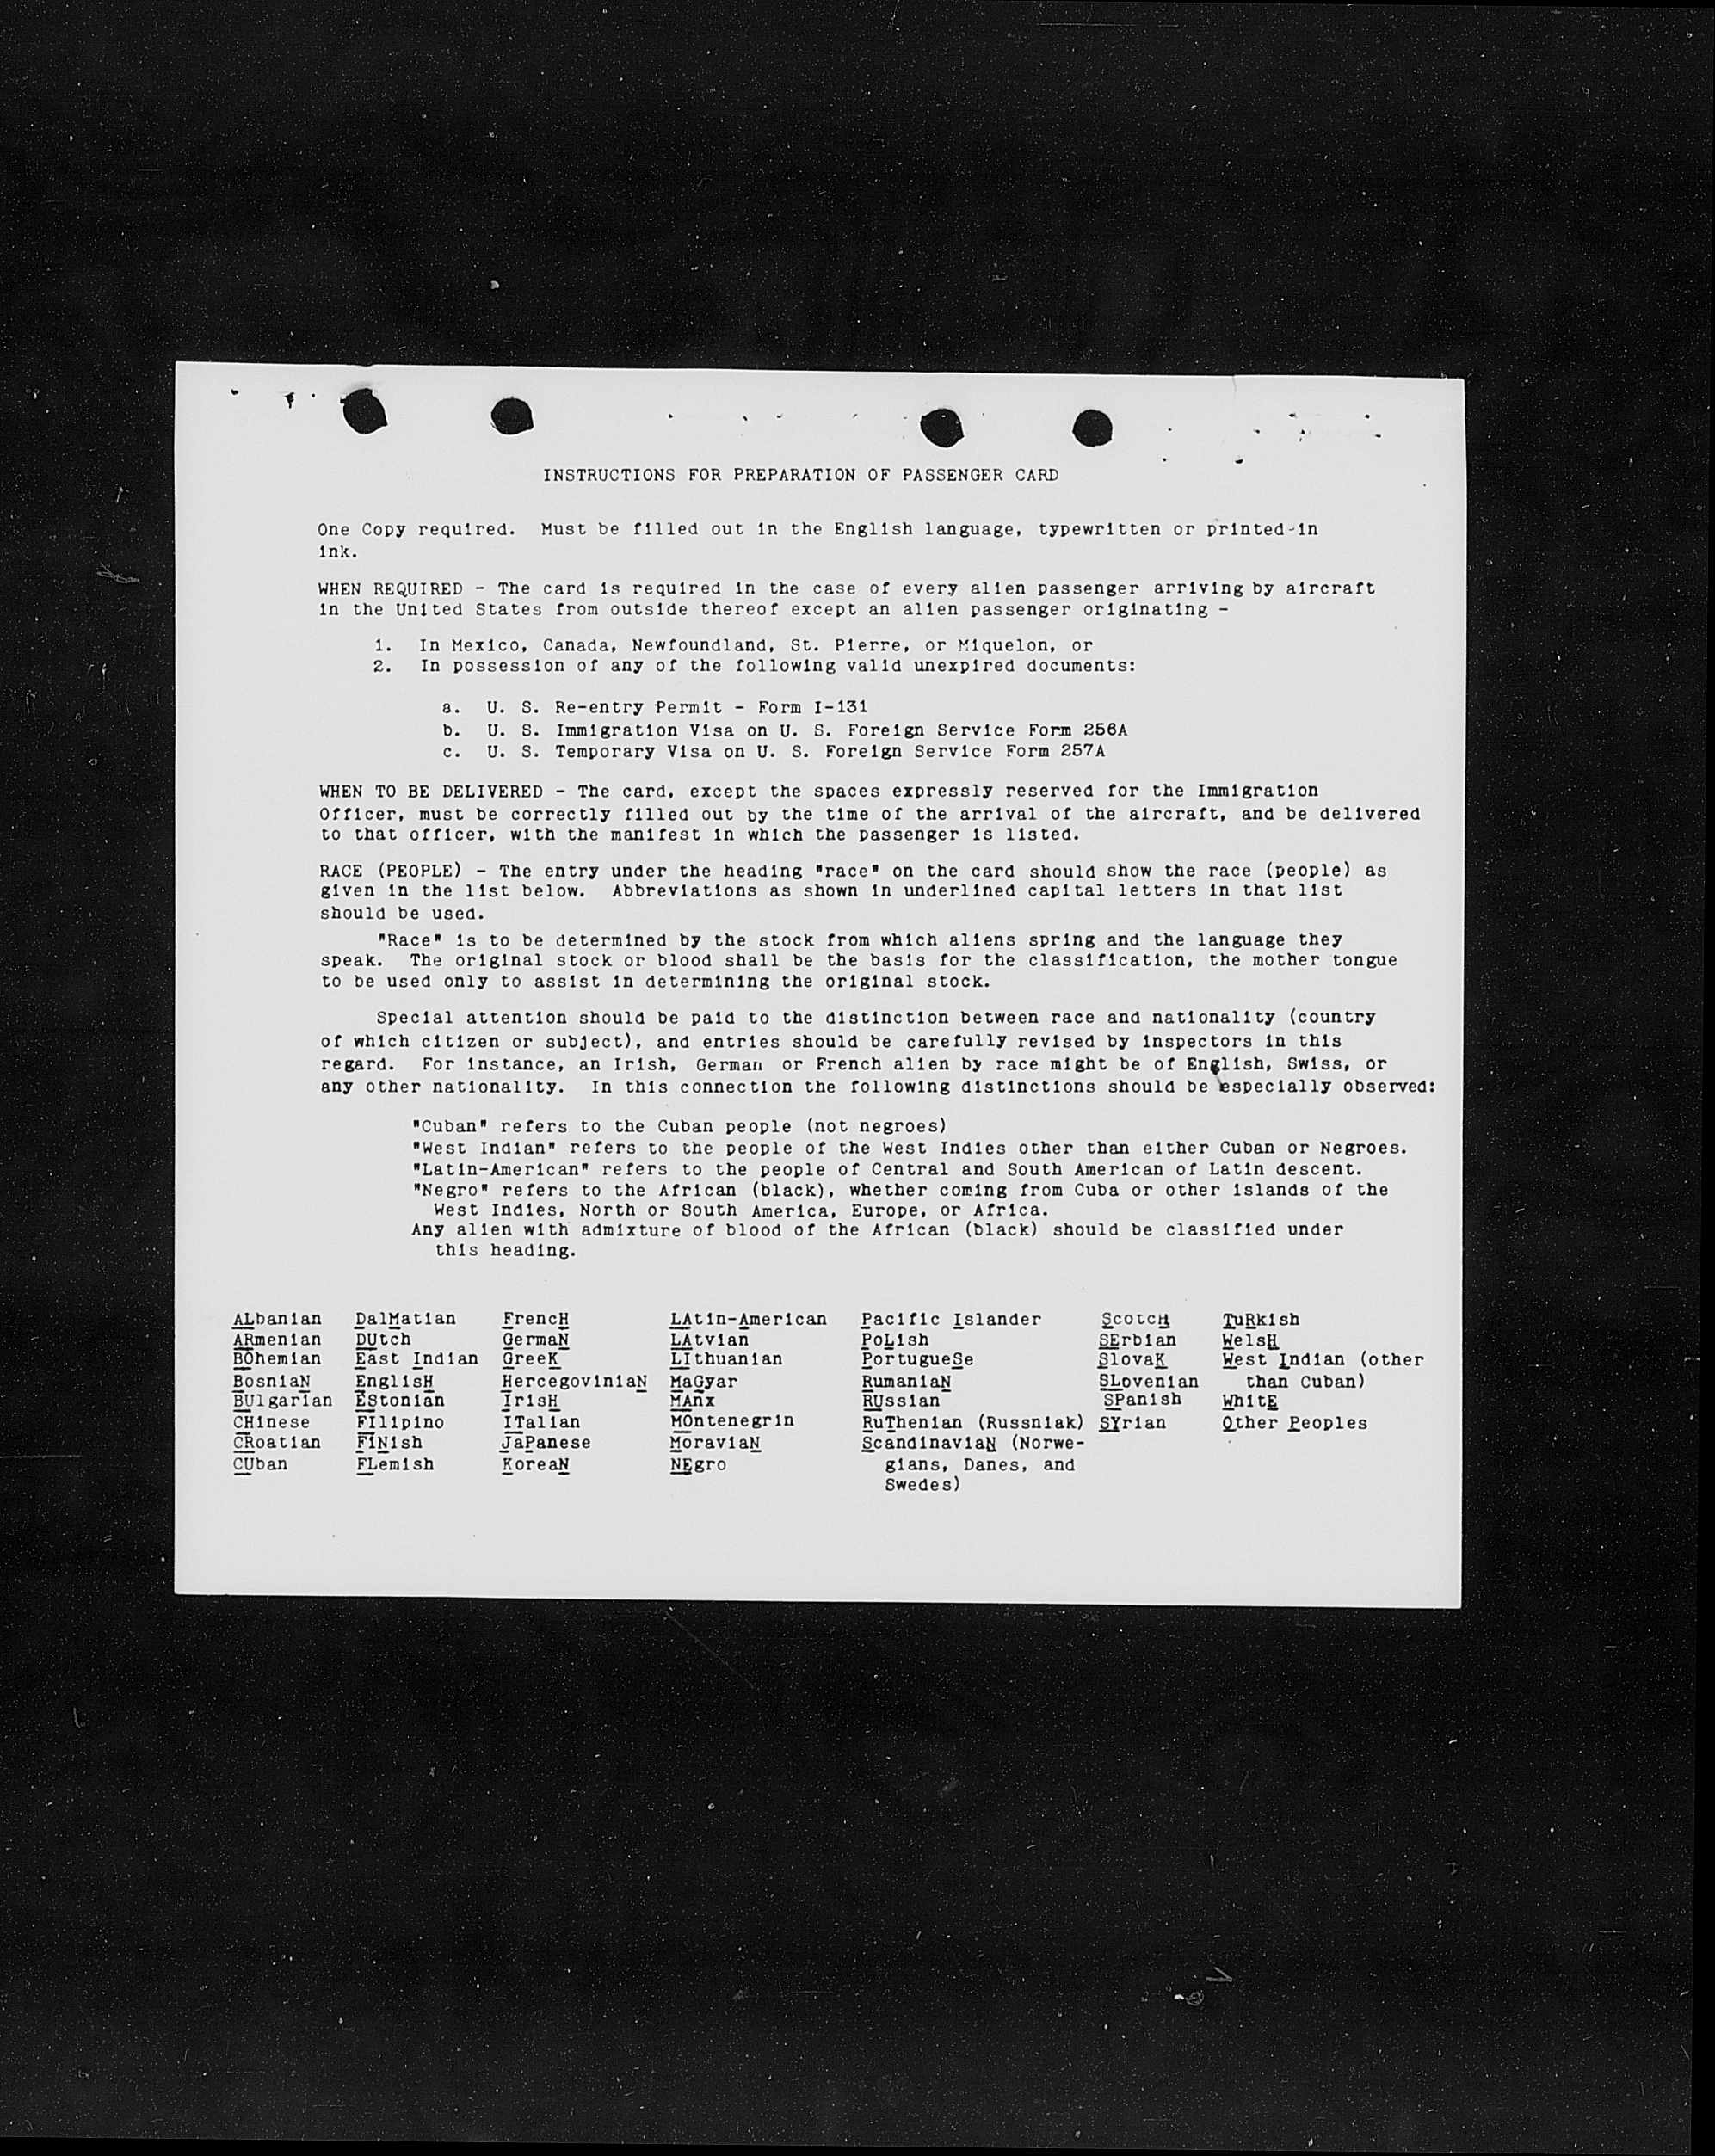 INSTRUCTIONS FOR PREPARATION OF PASSENGER CARD
One Copy required. Must be filled out in the English language, typewritten or printed in
ink.
WHEN REQUIRED - The card is required in the case of every alien passenger arriving by aircraft
in the United States from outside thereof except an alien passenger originating -
1. In Mexico, Canada, Newfoundland, St. Pierre, or Miquelon, or
2. In possession of any of the following valid unexpired documents:
a. U. S. Re-entry Permit - Form I-131
b. U. S. Immigration Visa on U. S. Foreign Service Form 256A
c. U. S. Temporary Visa on U. S. Foreign Service Form 257A
WHEN TO BE DELIVERED - The card, except the spaces expressly reserved for the Immigration
Officer, must be correctly filled out by the time of the arrival of the aircraft, and be delivered
to that officer, with the manifest in which the passenger is listed.
RACE (PEOPLE) - The entry under the heading "race" on the card should show the race (people) as
given in the list below. Abbreviations as shown in underlined capital letters in that list
should be used.
"Race" is to be determined by the stock from which aliens spring and the language they
speak. The original stock or blood shall be the basis for the classification, the mother tongue
to be used only to assist in determining the original stock.
Special attention should be paid to the distinction between race and nationality (country
of which citizen or subject), and entries should be carefully revised by inspectors in this
regard. For instance, an Irish, German or French alien by race might be of English, Swiss, or
any other nationality. In this connection the following distinctions should be especially observed:
"Cuban" refers to the Cuban people (not negroes)
"West Indian" refers to the people of the West Indies other than either Cuban or Negroes.
"Latin-American" refers to the people of Central and South American of Latin descent.
"Negro" refers to the African (black), whether coming from Cuba or other islands of the
West Indies, North or South America, Europe, or Africa.
Any alien with admixture of blood of the African (black) should be classified under
this heading.
ALbanian DalMatian FrencH LAtin-American Pacific Islander ScotcH TuRkish
ARmenian DUtch GermaN LAtvian PoLish SErbian WelsH
BOhemian East Indian GreeK LIthuanian PortugueSe SlovaK West Indian (other
BosniaN EnglisH HercegoviniaN MaGyar RumaniaN SLovenian than Cuban)
BUlgarian EStonian IrisH MAnx RUssian SPanish WhitE
CHinese FIlipino ITalian MOntenegrin RuThenian (Russniak) SYrian Other Peoples
CRoatian FiNish JaPanese MoraviaN ScandinaviaN (Norwe-
CUban FLemish KoreaN NEgro gians, Danes, and
Swedes)